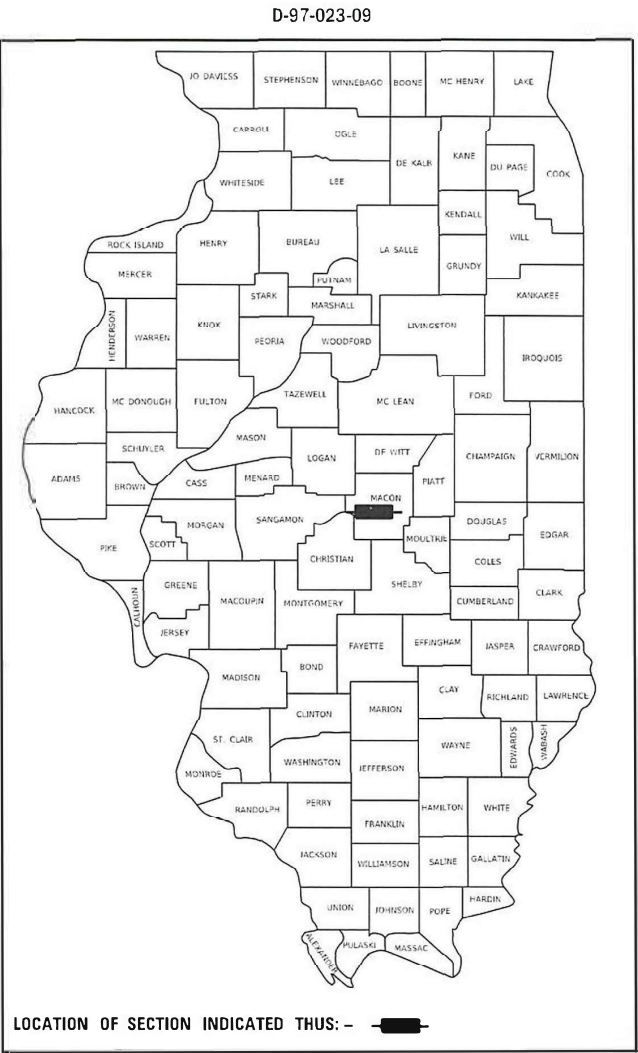 D-97-023-09
JO DAVIESS STEPHENSON WINNEBAGO BOONE MC HENRY LAKE
CARROLL OGLE DE KALB KANE DU PAGE COOK
WHITESIDE LEE KENDALL
ROCK ISLAND HENRY BUREAU LA SALLE WILL
MERCER PUTNAM GRUNDY
STARK MARSHALL KANKAKEE
HENDERSON WARREN KNOX PEORIA WOODFORD LIVINGSTON IROQUOIS
HANCOCK MC DONOUGH FULTON TAZEWELL MC LEAN FORD
SCHUYLER MASON LOGAN DE WITT CHAMPAIGN VERMILION
ADAMS BROWN CASS MENARD MACON PIATT
PIKE SCOTT MORGAN SANGAMON MOULTRIE DOUGLAS EDGAR
CHRISTIAN COLES
CALHOUN GREENE MACOUPIN MONTGOMERY SHELBY CUMBERLAND CLARK
JERSEY FAYETTE EFFINGHAM JASPER CRAWFORD
MADISON BOND CLAY RICHLAND LAWRENCE
CLINTON MARION
ST. CLAIR WASHINGTON JEFFERSON WAYNE EDWARDS WABASH
MONROE
RANDOLPH PERRY HAMILTON WHITE
FRANKLIN
JACKSON WILLIAMSON SALINE GALLATIN
UNION JOHNSON POPE HARDIN
ALEXANDER PULASKI MASSAC
LOCATION OF SECTION INDICATED THUS: -